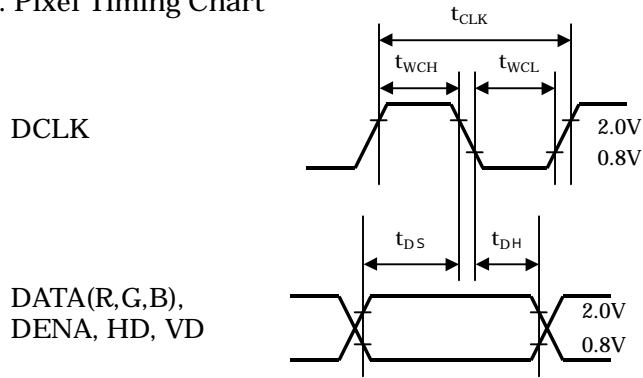 . Pixel Timing Chart
tCLK
tWCH tWCL
DCLK
2.0V
0.8V
tDS tDH
DATA(R,G,B),
DENA, HD, VD
2.0V
0.8V